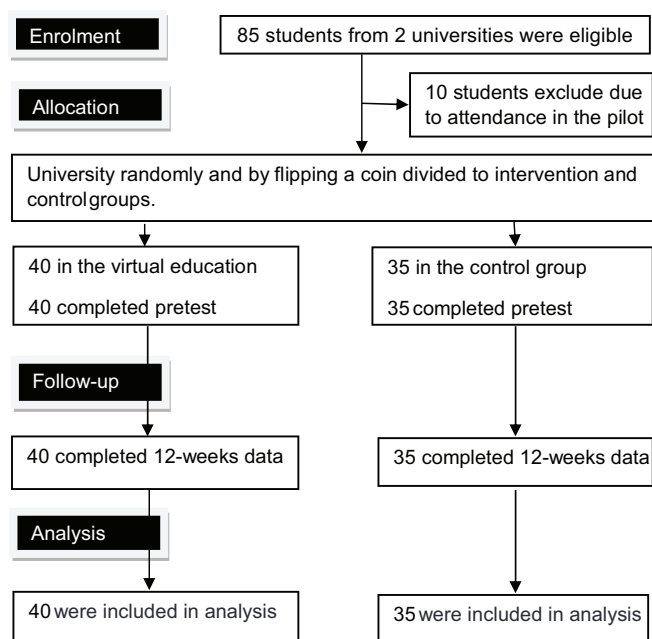 Enrolment
85 students from 2 universities were eligible
Allocation
10 students exclude due
to attendance in the pilot
University randomly and by flipping a coin divided to intervention and
controlgroups.
40 in the virtual education
40 completed pretest
35 in the control group
35 completed pretest
Follow-up
40 completed 12-weeks data
35 completed 12-weeks data
Analysis
40 were included in analysis
35 were included in analysis